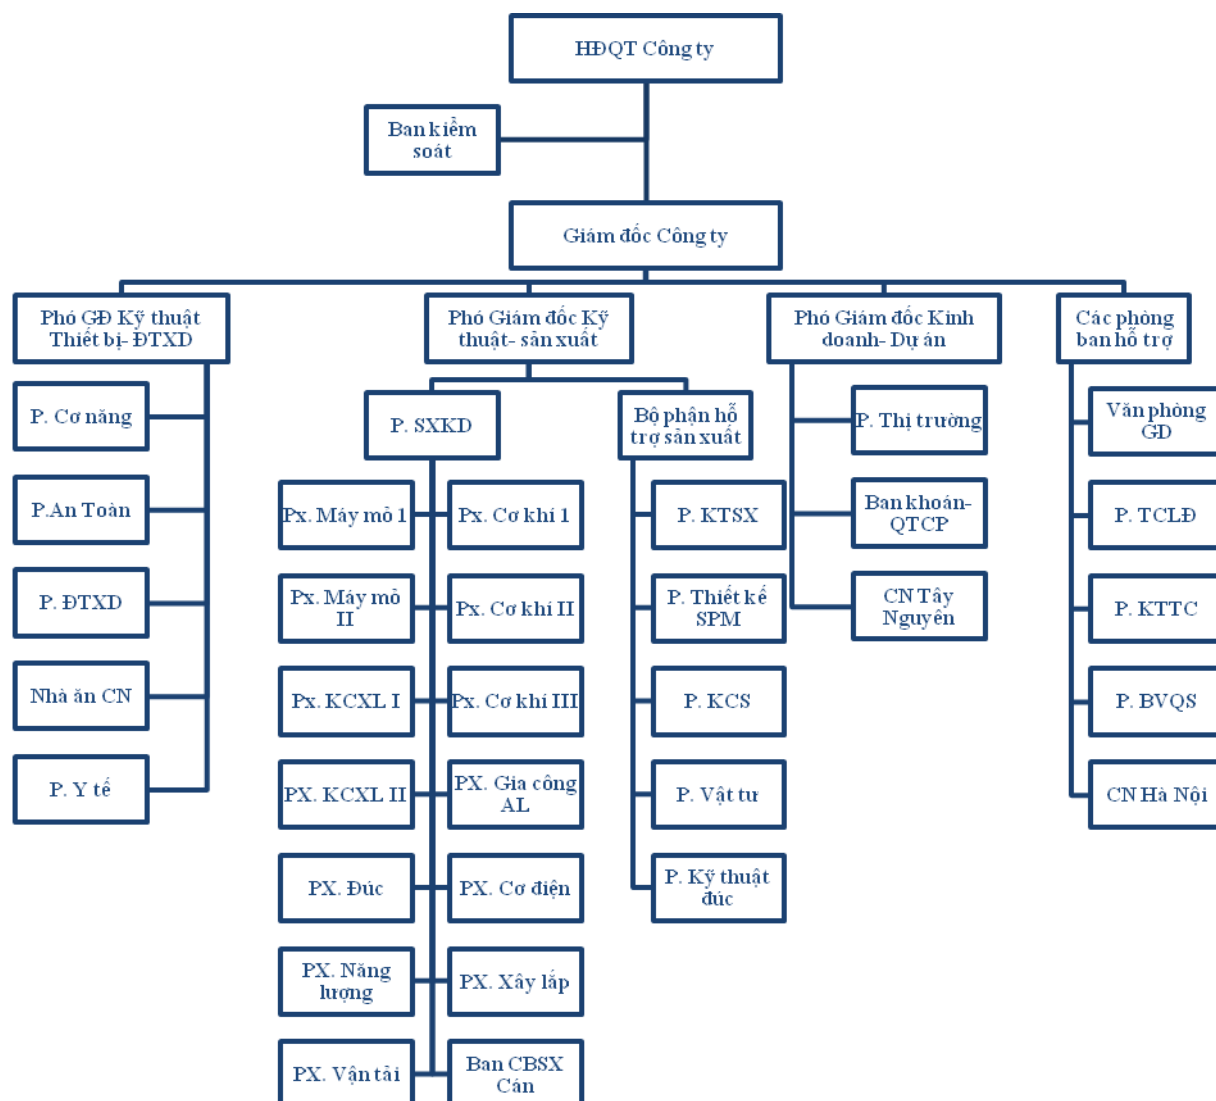 HĐQT Công ty
Ban kiểm
soát
Giám đốc Công ty
Phó GĐ Kỹ thuật
Thiết bị- ĐTXD
Phó Giám đốc Kỹ
thuật- sản xuất
Phó Giám đốc Kinh
doanh- Dự án
Các phòng
ban hỗ trợ
P. Cơ năng
P.An Toàn
P. ĐTXD
Nhà ăn CN
P. Y tế
P. SXKD
Px. Máy mỏ 1
Px. Cơ khí 1
Px. Máy mỏ
II
Px. Cơ khí II
Px. KCXL I
Px. Cơ khí III
PX. KCXL II
PX. Gia công
AL
PX. Đúc
PX. Cơ điện
PX. Năng
lượng
PX. Xây lắp
PX. Vận tải
Ban CBSX
Cán
Bộ phận hỗ
trợ sản xuất
P. KTSX
P. Thiết kế
SPM
P. KCS
P. Vật tư
P. Kỹ thuật
đúc
P. Thị trường
Ban khoán-
QTCP
CN Tây
Nguyên
Văn phòng
GD
P. TCLĐ
P. KTTC
P. BVQS
CN Hà Nội